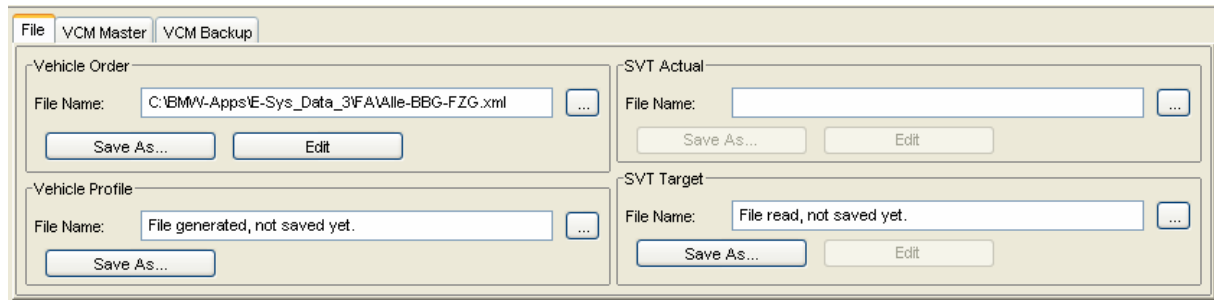 File VCM Master VCM Backup
Vehicle Order
File Name: C:\BMW-Apps\E-Sys_Data_3\FA\Alle-BBG-FZG.xml ...
Save As... Edit
Vehicle Profile
File Name: File generated, not saved yet. ...
Save As...
SVT Actual
File Name: ...
Save As... Edit
SVT Target
File Name: File read, not saved yet. ...
Save As... Edit